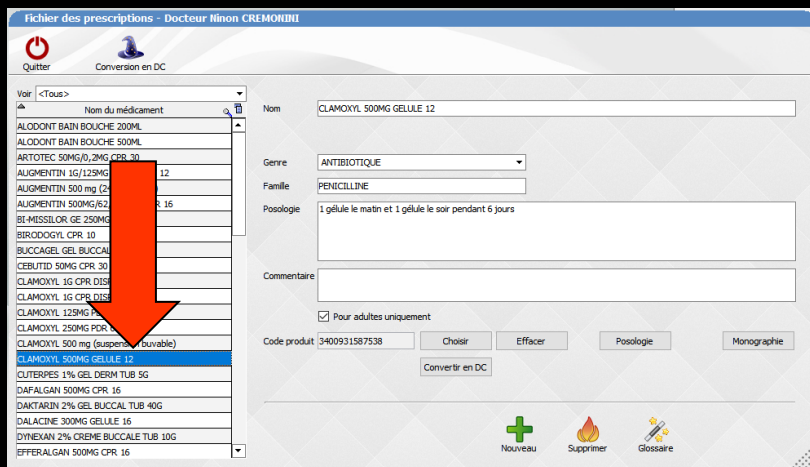 Fichier des prescriptions - Docteur Ninon CREMONINI
Quitter
Conversion en DC
Voir <Tous>
Nom du médicament
ALODONT BAIN BOUCHE 200ML
ALODONT BAIN BOUCHE 500ML
ARTOTEC 50MG/0,2MG CPR 30
AUGMENTIN 1G/125MG 12
AUGMENTIN 500 mg
AUGMENTIN 500MG/62, 16
BI-MISSILOR GE 250MG
BIRODOGYL CPR 10
BUCCAGEL GEL BUCCAL
CEBUTID 50MG CPR 30
CLAMOXYL 1G CPR DISP
CLAMOXYL 1G CPR DISP
CLAMOXYL 125MG
CLAMOXYL 250MG PDR
CLAMOXYL 500 mg (suspension buvable)
CLAMOXYL 500MG GELULE 12
CUTERPES 1% GEL DERM TUB 5G
DAFALGAN 500MG CPR 16
DAKTARIN 2% GEL BUCCAL TUB 40G
DALACINE 300MG GELULE 16
DYNEXAN 2% CREME BUCCALE TUB 10G
EFFERALGAN 500MG CPR 16
Nom CLAMOXYL 500MG GELULE 12
Genre ANTIBIOTIQUE
Famille PENICILLINE
Posologie 1 gélule le matin et 1 gélule le soir pendant 6 jours
Commentaire
Pour adultes uniquement
Code produit 3400931587538 Choisir Effacer Posologie Monographie
Convertir en DC
Nouveau Supprimer Glossaire